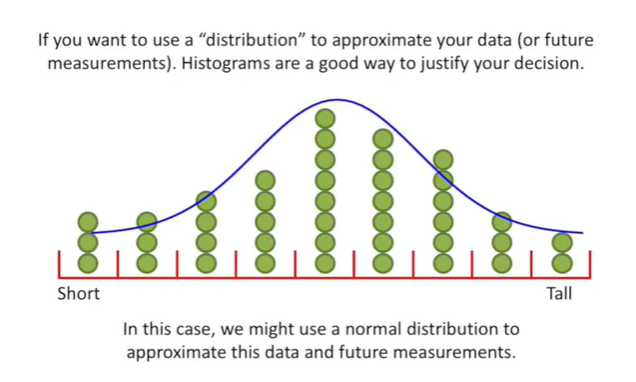 If you want to use a “distribution” to approximate your data (or future
measurements). Histograms are a good way to justify your decision.
Short
Tall
In this case, we might use a normal distribution to
approximate this data and future measurements.